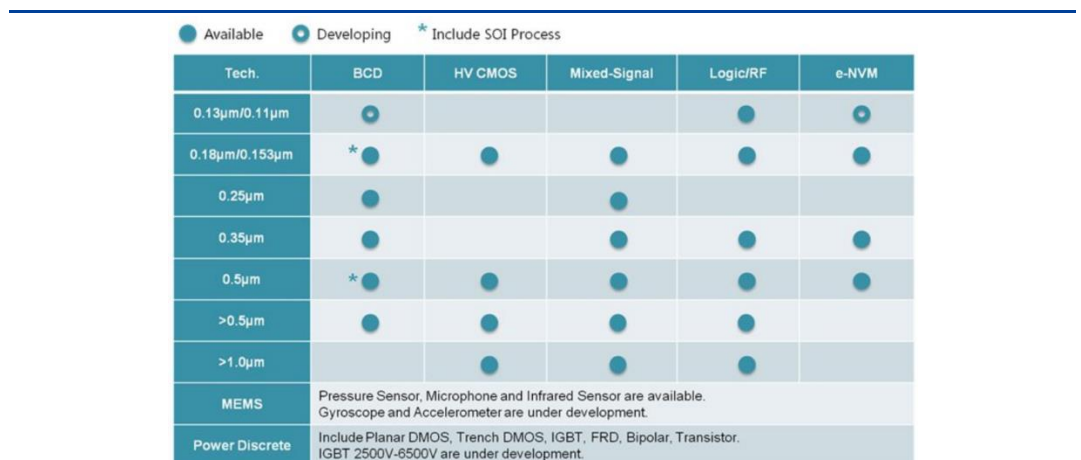 Available Developing * Include SOI Process
Tech. BCD HV CMOS Mixed-Signal Logic/RF e-NVM
0.13μm/0.11μm
0.18μm/0.153μm *
0.25μm
0.35μm
0.5μm *
>0.5μm
>1.0μm
MEMS Pressure Sensor, Microphone and Infrared Sensor are available.
Gyroscope and Accelerometer are under development.
Power Discrete Include Planar DMOS, Trench DMOS, IGBT, FRD, Bipolar, Transistor.
IGBT 2500V-6500V are under development.